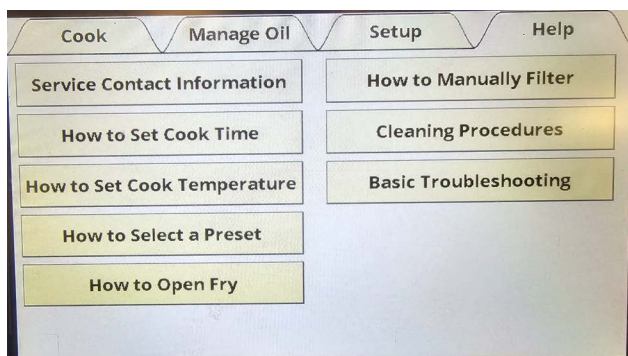 Cook
Manage Oil
Setup
Help
Service Contact Information
How to Set Cook Time
How to Set Cook Temperature
How to Select a Preset
How to Open Fry
How to Manually Filter
Cleaning Procedures
Basic Troubleshooting